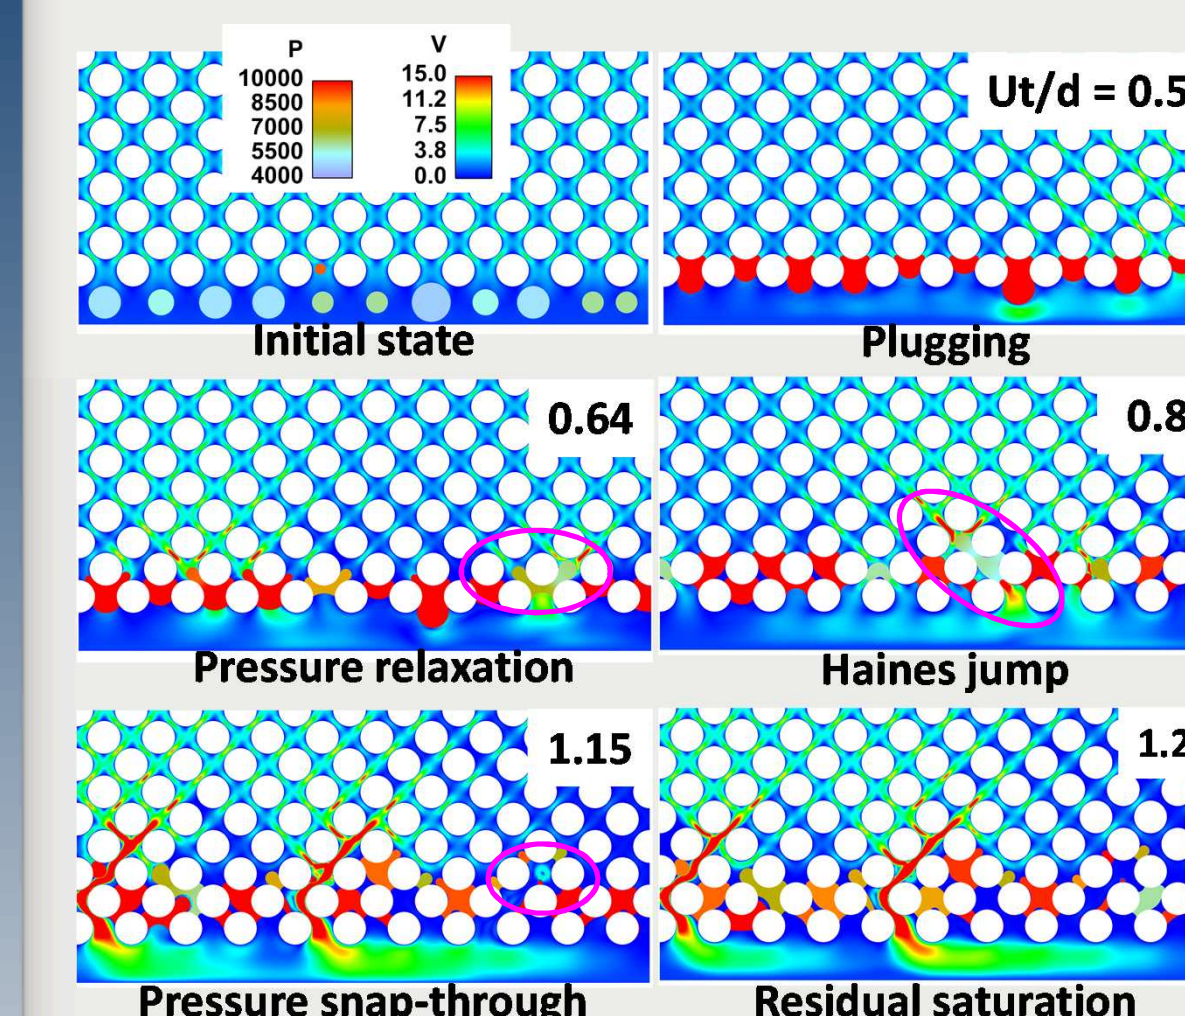 P V
10000 15.0
8500 11.2
7000 7.5
5500 3.8
4000 0.0
Ut/d = 0.5
Initial state
Plugging
0.64
0.8
Pressure relaxation
Haines jump
1.15
1.2
Pressure snap-through
Residual saturation